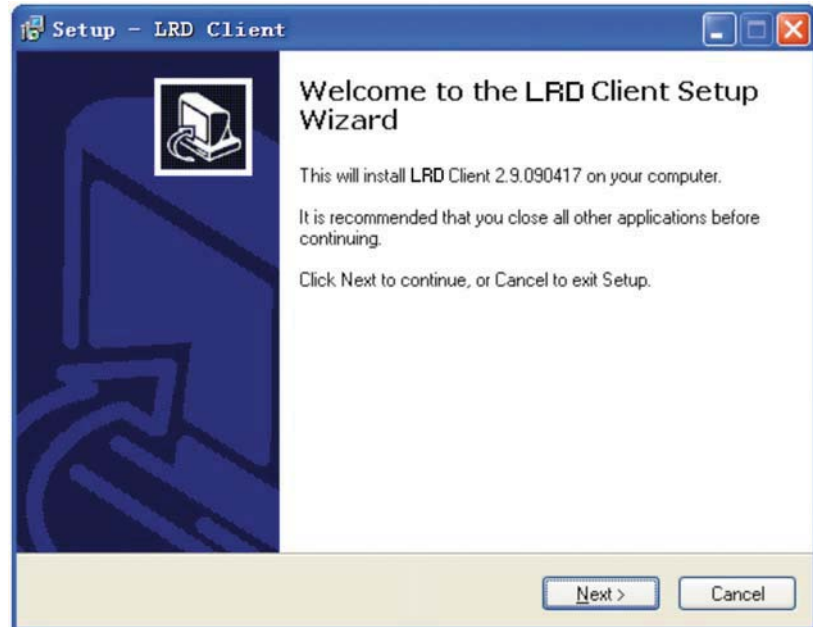 Setup - LRD Client
Welcome to the LRD Client Setup
Wizard
This will install LRD Client 2.9.090417 on your computer.
It is recommended that you close all other applications before
continuing.
Click Next to continue, or Cancel to exit Setup.
Next >
Cancel